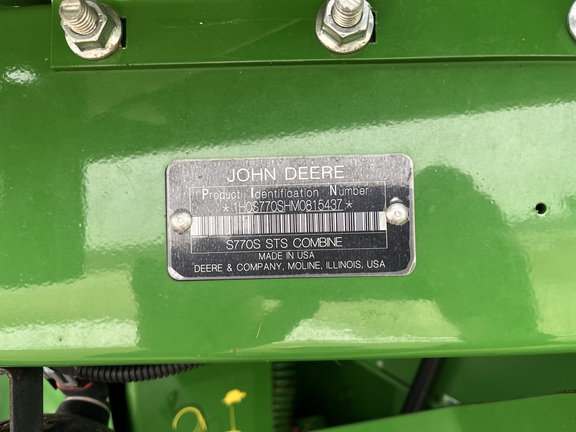 JOHN DEERE
Product Identification Number
*1H0S770SHM0815437*
S770S STS COMBINE
MADE IN USA
DEERE & COMPANY, MOLINE, ILLINOIS, USA